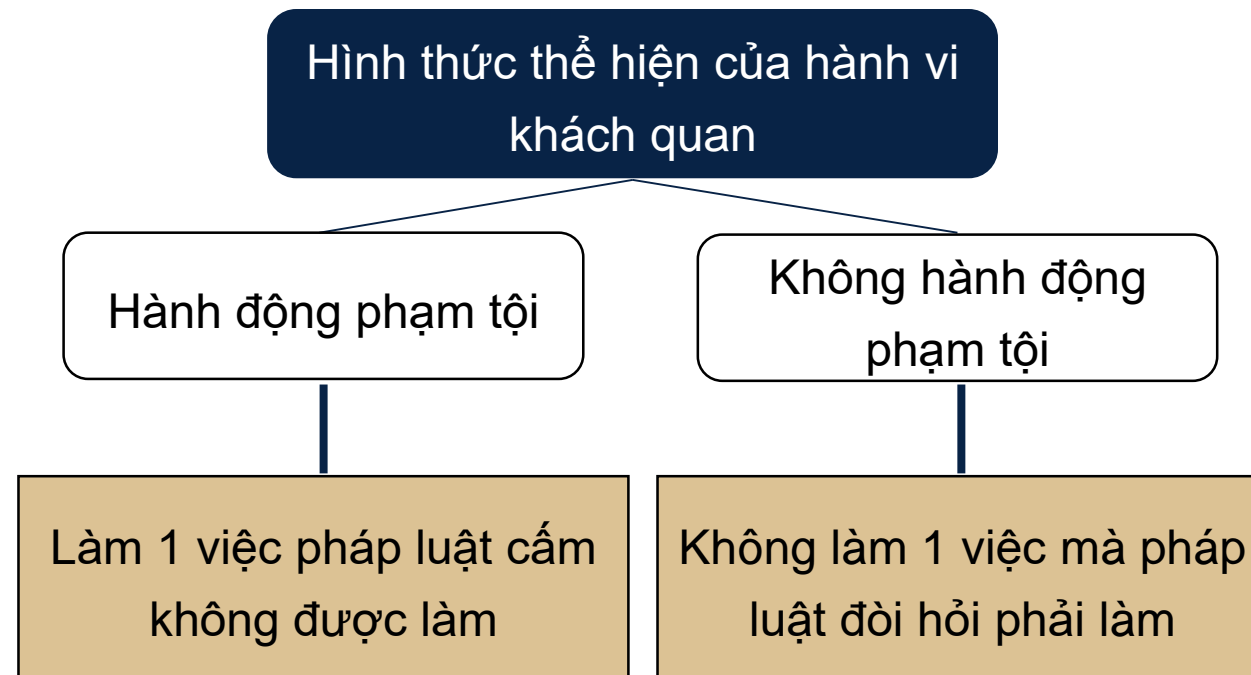 Hình thức thể hiện của hành vi
khách quan
Hành động phạm tội
Không hành động
phạm tội
Làm 1 việc pháp luật cấm
không được làm
Không làm 1 việc mà pháp
luật đòi hỏi phải làm